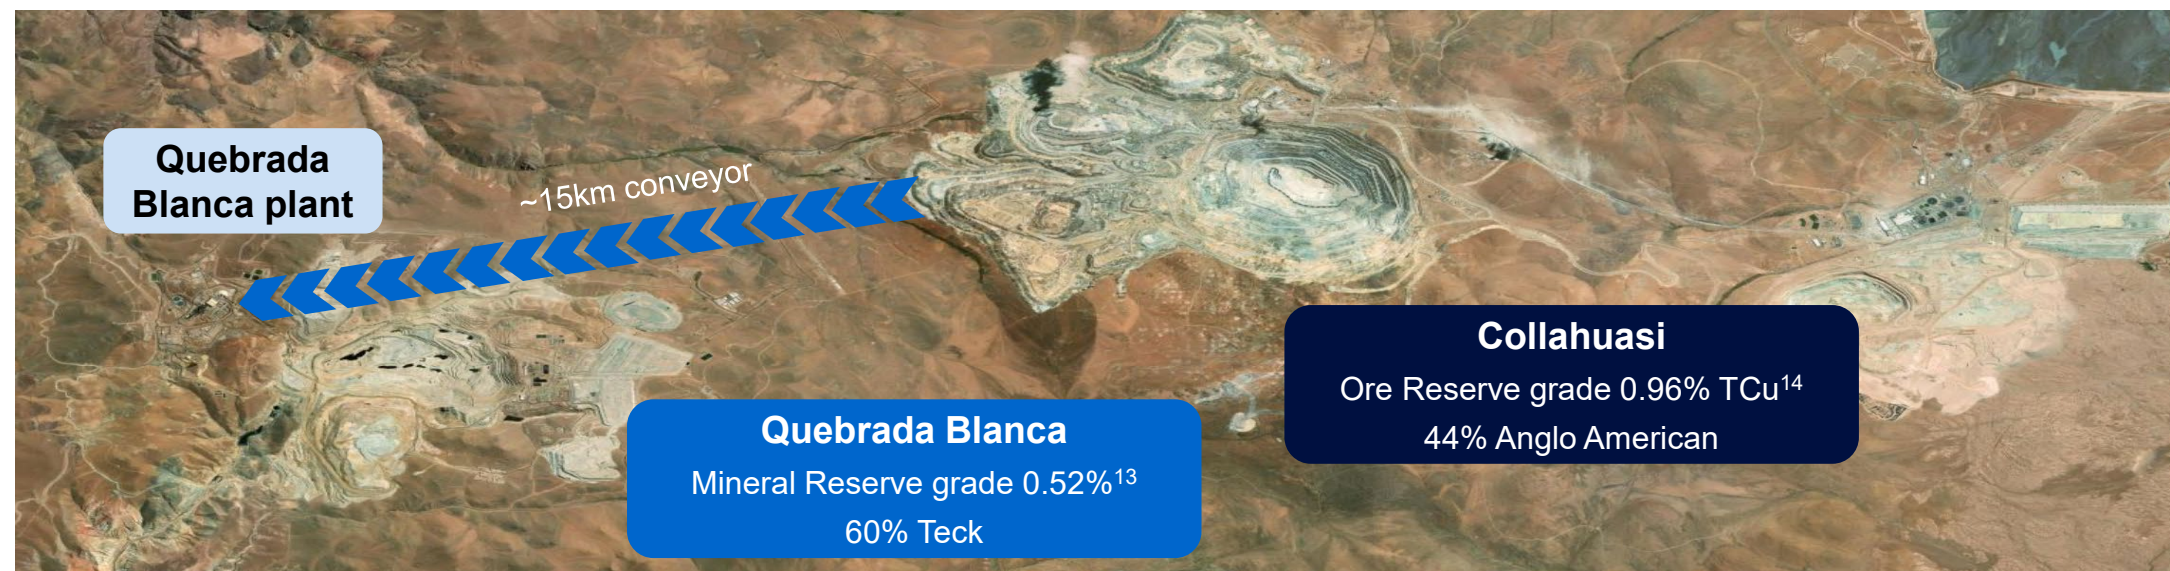 Quebrada
Blanca plant
~15km conveyor
Collahuasi
Ore Reserve grade 0.96% TCu14
44% Anglo American
Quebrada Blanca
Mineral Reserve grade 0.52%13
60% Teck